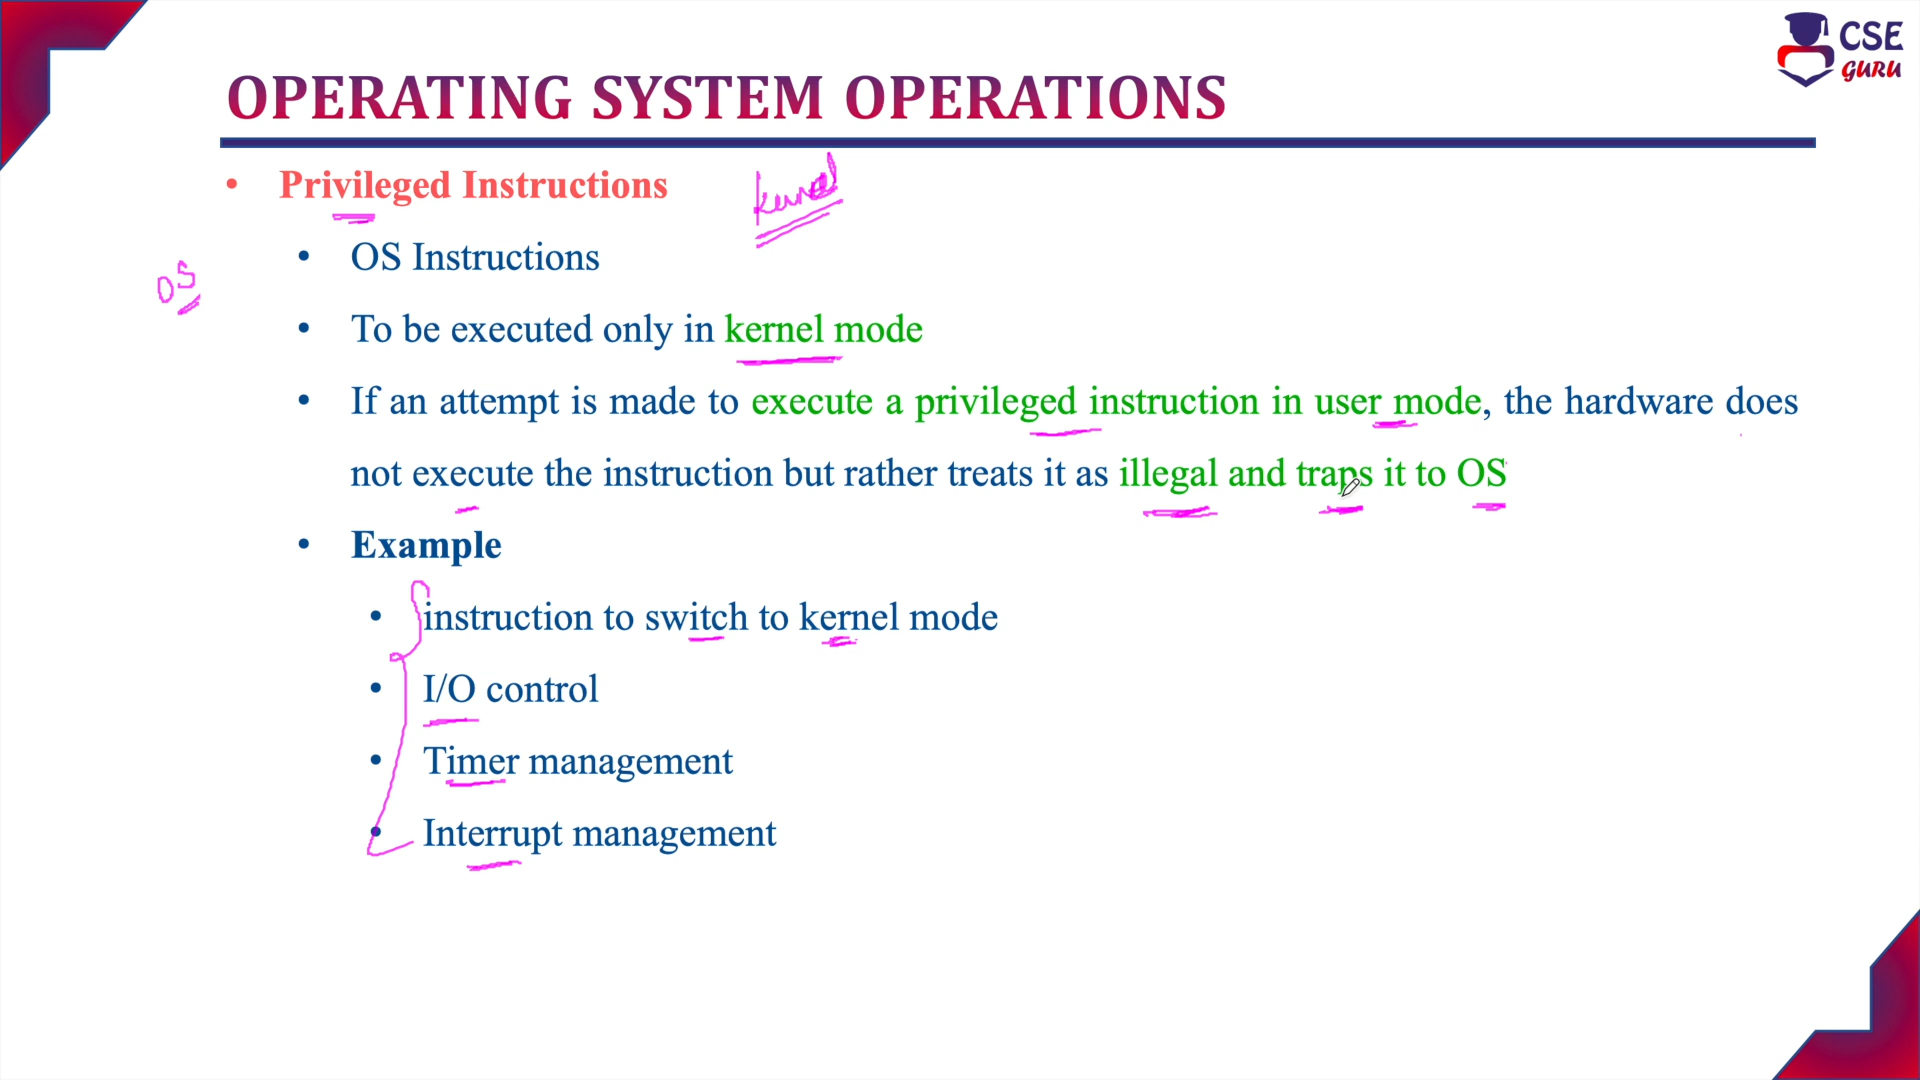 CSE
GURU
OPERATING SYSTEM OPERATIONS
• Privileged Instructions
kernel
• OS Instructions
OS
• To be executed only in kernel mode
• If an attempt is made to execute a privileged instruction in user mode, the hardware does
not execute the instruction but rather treats it as illegal and traps it to OS
• Example
• instruction to switch to kernel mode
• I/O control
• Timer management
• Interrupt management